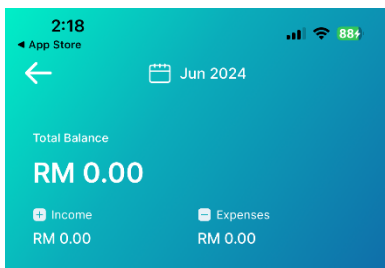 2:18
App Store
88
Jun 2024
Total Balance
RM 0.00
Income
Expenses
RM 0.00
RM 0.00